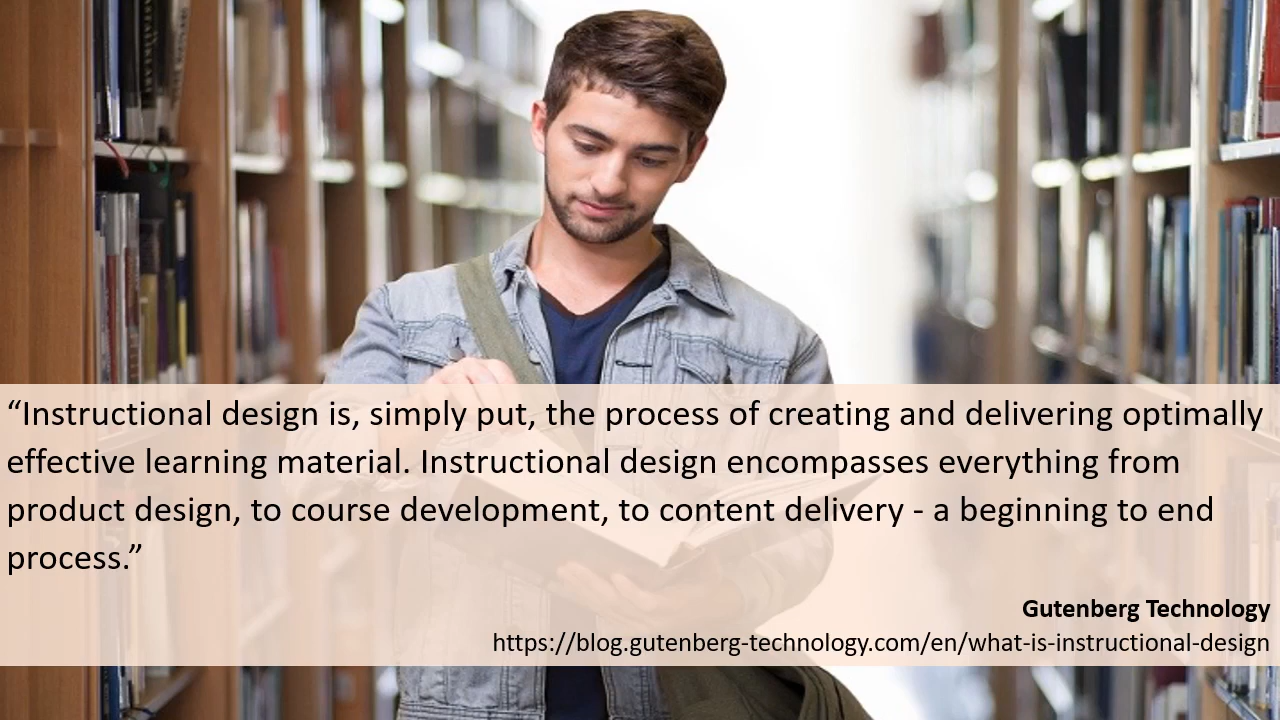 “Instructional design is, simply put, the process of creating and delivering optimally
effective learning material. Instructional design encompasses everything from
product design, to course development, to content delivery - a beginning to end
process.”
Gutenberg Technology
https://blog.gutenberg-technology.com/en/what-is-instructional-design